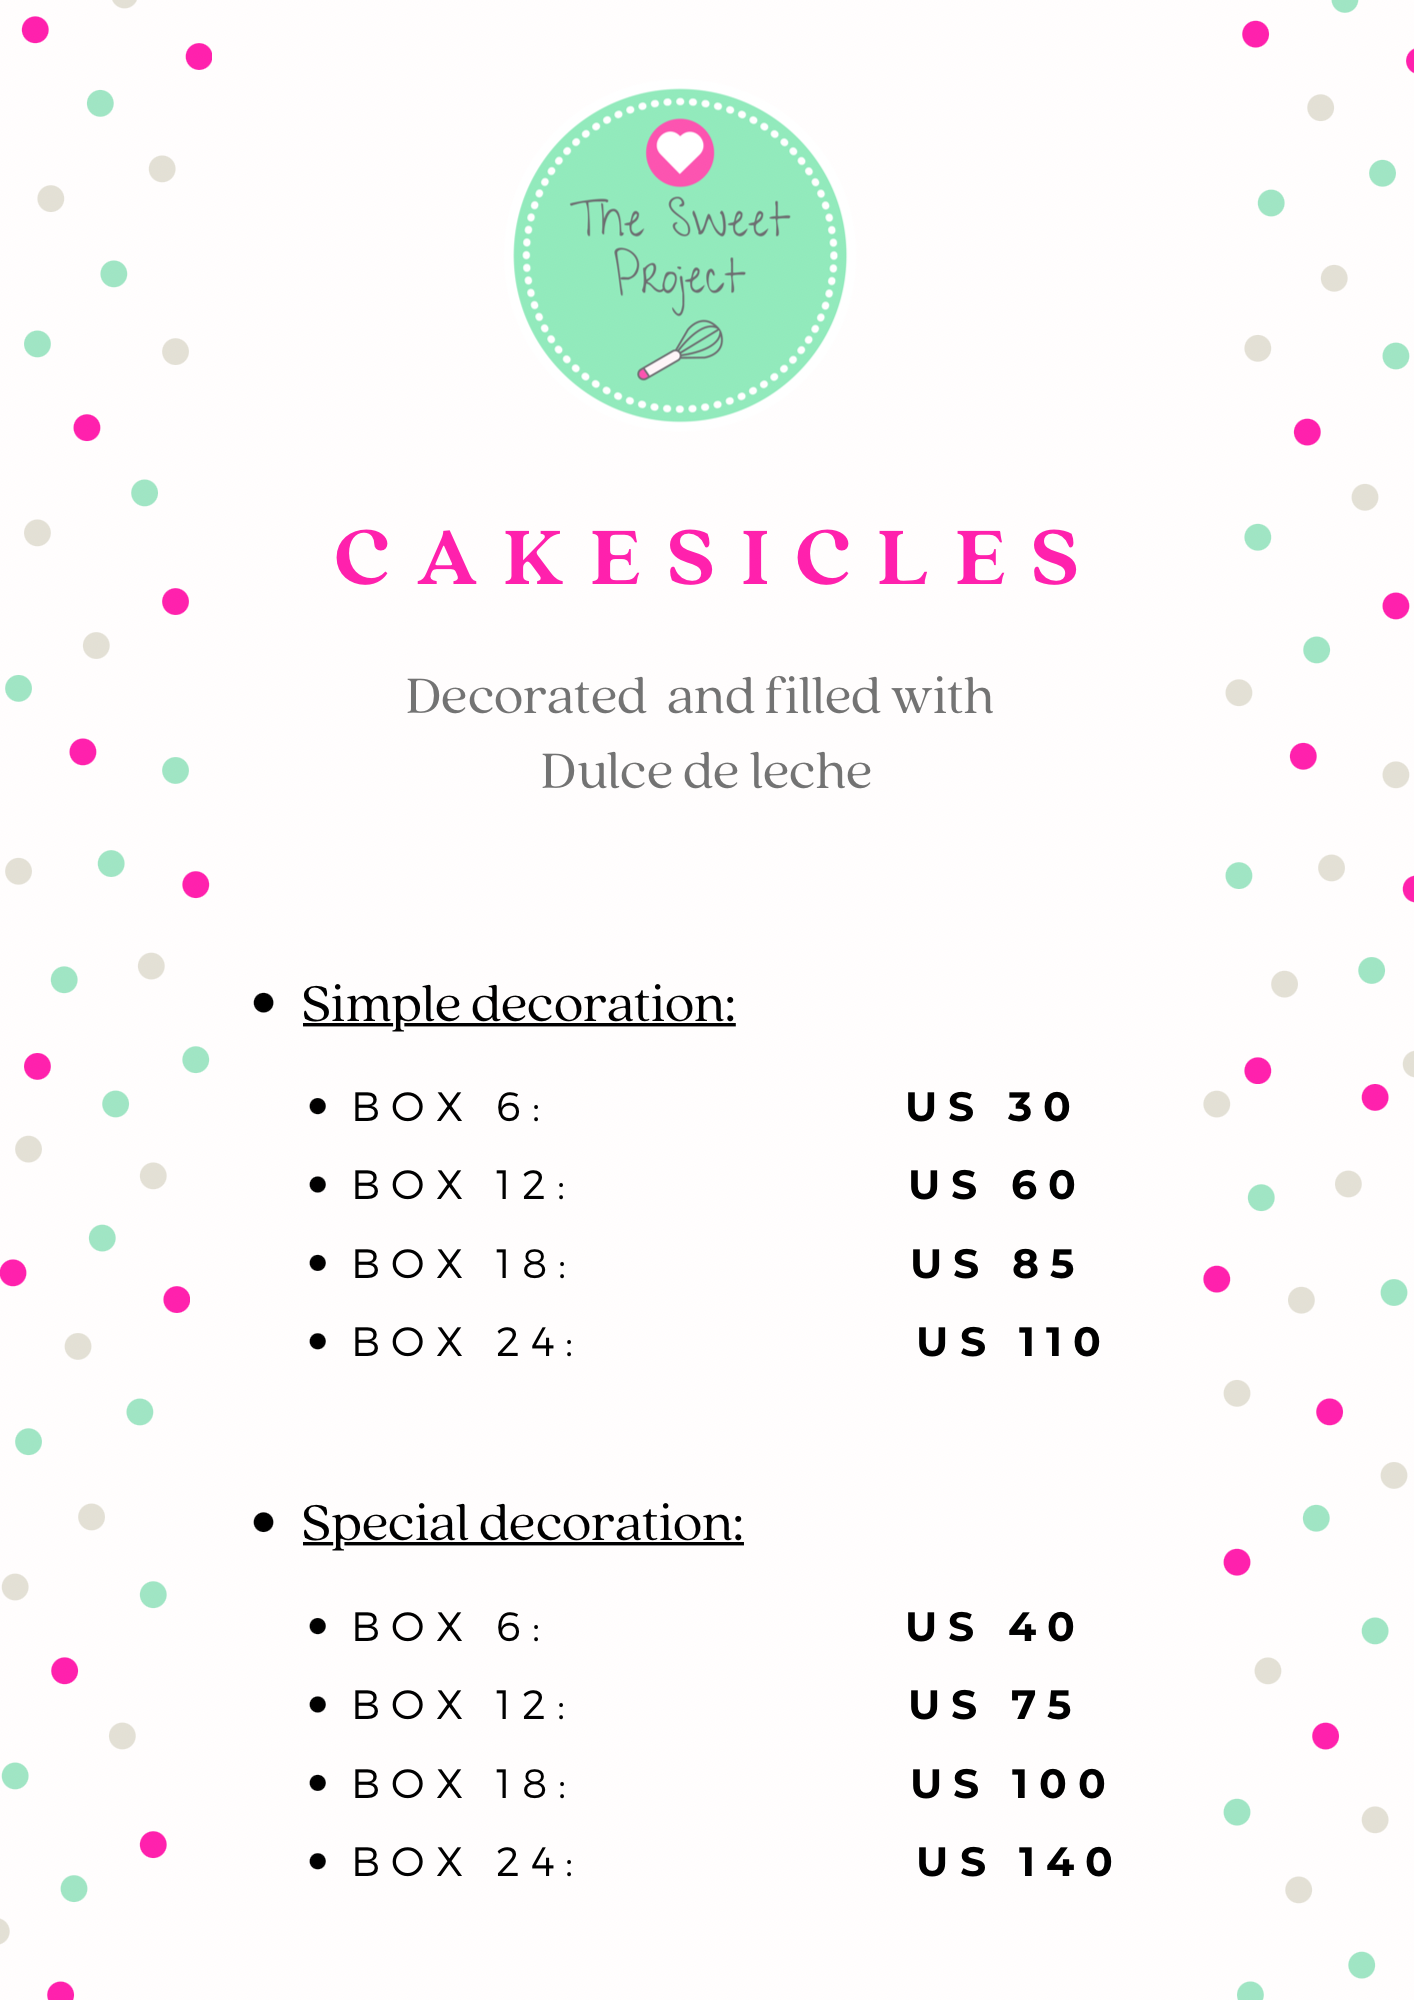 The Sweet
Project
CAKESICLES
Decorated and filled with
Dulce de leche
• Simple decoration:
• BOX 6: US 30
• BOX 12: US 60
• BOX 18: US 85
• BOX 24: US 110
• Special decoration:
• BOX 6: US 40
• BOX 12: US 75
• BOX 18: US 100
• BOX 24: US 140